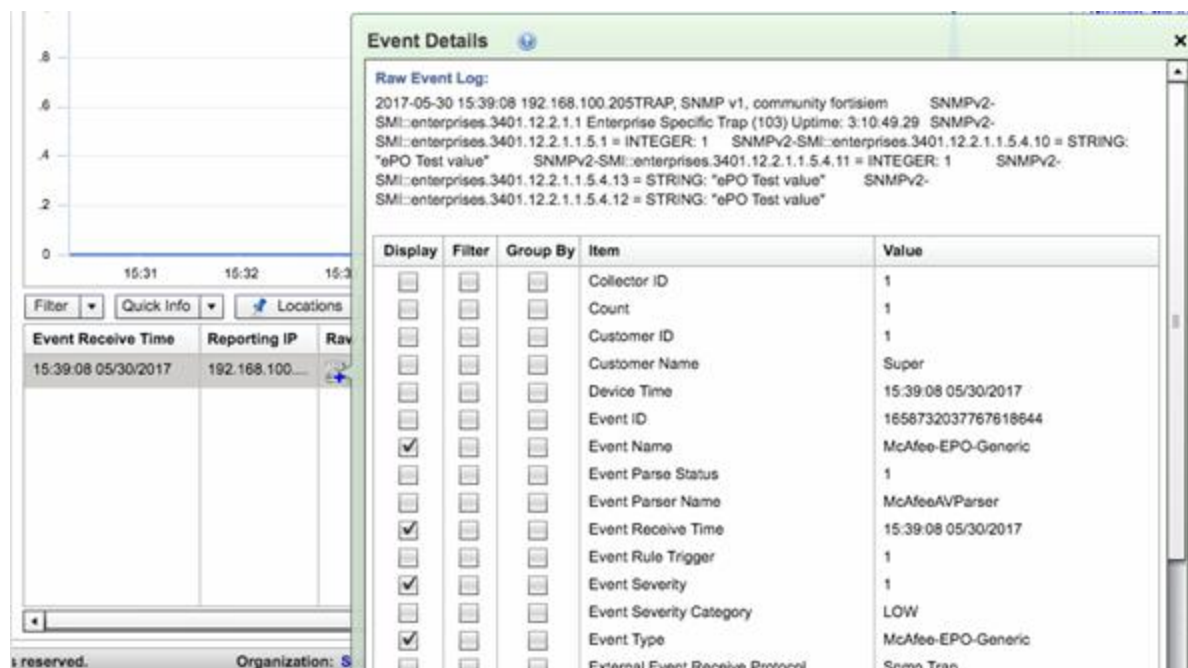 .8
.6
.4
.2
0
15:31 15:32 15:3
Filter Quick Info Locations
Event Receive Time Reporting IP Rav
15:39:08 05/30/2017 192.168.100....
s reserved. Organization: S
Event Details
Raw Event Log:
2017-05-30 15:39:08 192.168.100.205TRAP, SNMP v1, community fortisiem SNMPv2-
SMI::enterprises.3401.12.2.1.1 Enterprise Specific Trap (103) Uptime: 3:10:49.29 SNMPv2-
SMI::enterprises.3401.12.2.1.1.5.1 = INTEGER: 1 SNMPv2-SMI::enterprises.3401.12.2.1.1.5.4.10 = STRING:
"ePO Test value" SNMPv2-SMI::enterprises.3401.12.2.1.1.5.4.11 = INTEGER: 1 SNMPv2-
SMI::enterprises.3401.12.2.1.1.5.4.13 = STRING: "ePO Test value" SNMPv2-
SMI::enterprises.3401.12.2.1.1.5.4.12 = STRING: "ePO Test value"
Display Filter Group By Item Value
Collector ID 1
Count 1
Customer ID 1
Customer Name Super
Device Time 15:39:08 05/30/2017
Event ID 1658732037767618644
Event Name McAfee-EPO-Generic
Event Parse Status 1
Event Parser Name McAfeeAVParser
Event Receive Time 15:39:08 05/30/2017
Event Rule Trigger 1
Event Severity 1
Event Severity Category LOW
Event Type McAfee-EPO-Generic
External Event Receive Protocol Snmp Trap